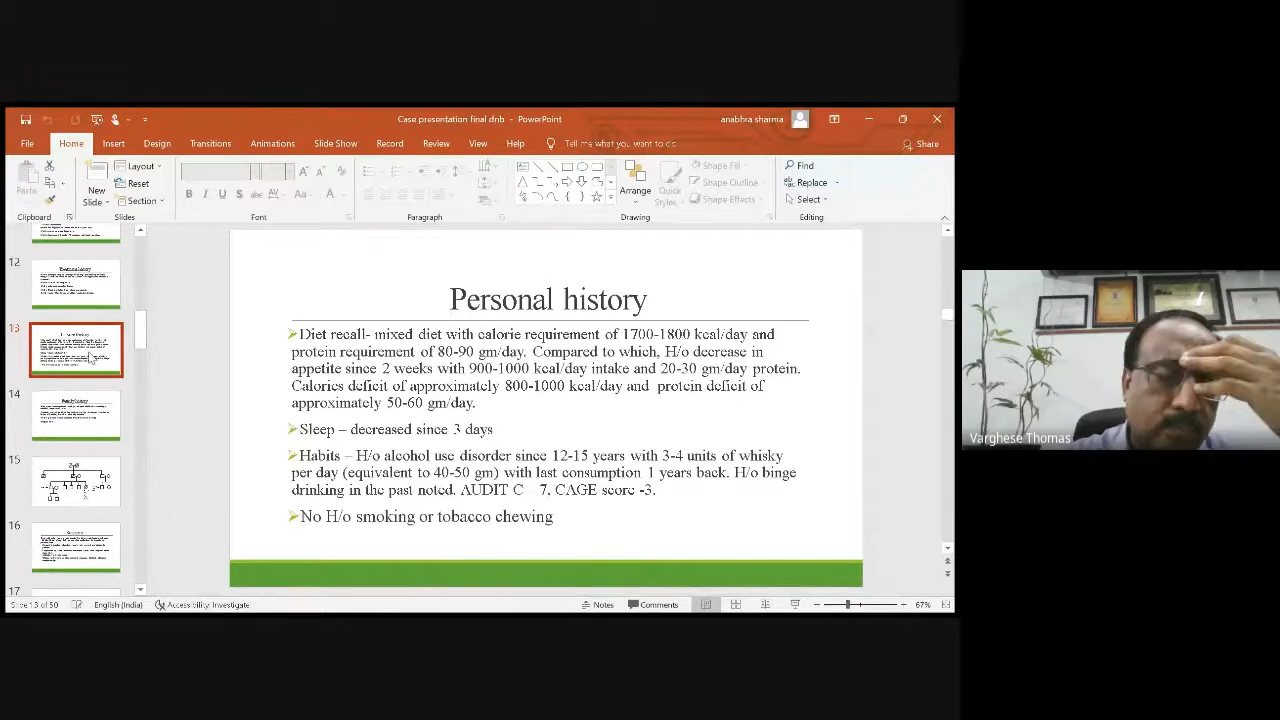 Case presentation final dnb - PowerPoint
anabhra sharma
File Home Insert Design Transitions Animations Slide Show Record Review View Help Tell me what you want to do Share
Paste
New
Slide
Layout
Reset
Section
B I U S abc AV Aa A
Arrange
Quick
Styles
Shape Fill
Shape Outline
Shape Effects
Find
Replace
Select
Clipboard Slides Font Paragraph Drawing Editing
12
13
14
15
16
17
Personal history
Diet recall- mixed diet with calorie requirement of 1700-1800 kcal/day and
protein requirement of 80-90 gm/day. Compared to which, H/o decrease in
appetite since 2 weeks with 900-1000 kcal/day intake and 20-30 gm/day protein.
Calories deficit of approximately 800-1000 kcal/day and protein deficit of
approximately 50-60 gm/day.
Sleep – decreased since 3 days
Habits – H/o alcohol use disorder since 12-15 years with 3-4 units of whisky
per day (equivalent to 40-50 gm) with last consumption 1 years back. H/o binge
drinking in the past noted. AUDIT C – 7. CAGE score -3.
No H/o smoking or tobacco chewing
Varghese Thomas
Slide 13 of 50 English (India) Accessibility: Investigate Notes Comments 67%